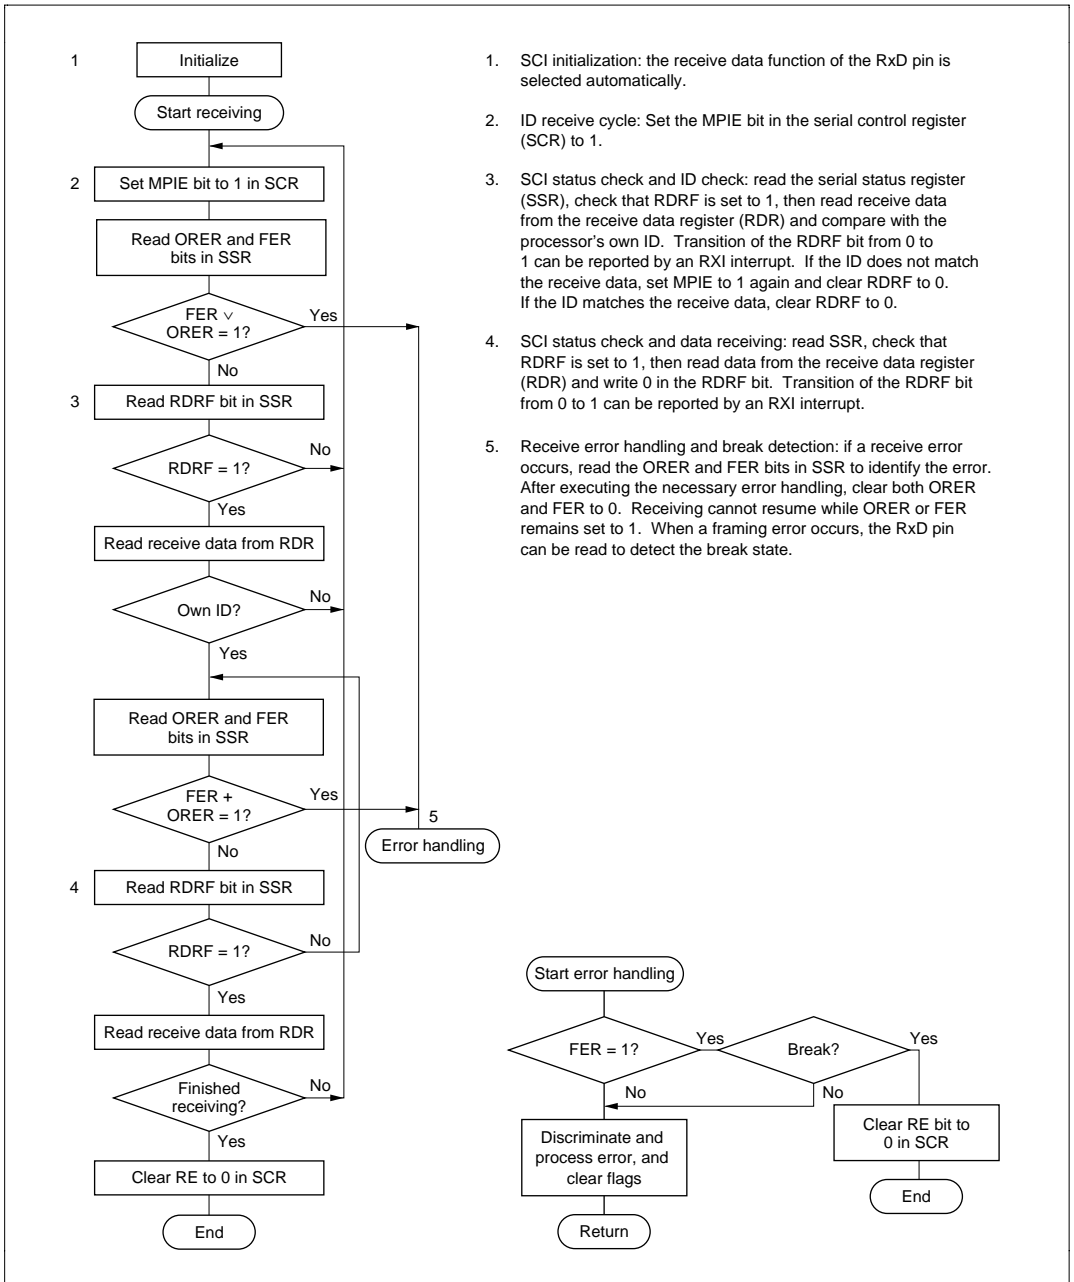 1
Initialize
Start receiving
2
Set MPIE bit to 1 in SCR
Read ORER and FER
bits in SSR
FER ∨
ORER = 1?
Yes
No
3
Read RDRF bit in SSR
RDRF = 1?
No
Yes
Read receive data from RDR
Own ID?
No
Yes
Read ORER and FER
bits in SSR
FER +
ORER = 1?
Yes
No
5
Error handling
4
Read RDRF bit in SSR
RDRF = 1?
No
Yes
Read receive data from RDR
Finished
receiving?
No
Yes
Clear RE to 0 in SCR
End
1. SCI initialization: the receive data function of the RxD pin is
selected automatically.
2. ID receive cycle: Set the MPIE bit in the serial control register
(SCR) to 1.
3. SCI status check and ID check: read the serial status register
(SSR), check that RDRF is set to 1, then read receive data
from the receive data register (RDR) and compare with the
processor's own ID. Transition of the RDRF bit from 0 to
1 can be reported by an RXI interrupt. If the ID does not match
the receive data, set MPIE to 1 again and clear RDRF to 0.
If the ID matches the receive data, clear RDRF to 0.
4. SCI status check and data receiving: read SSR, check that
RDRF is set to 1, then read data from the receive data register
(RDR) and write 0 in the RDRF bit. Transition of the RDRF bit
from 0 to 1 can be reported by an RXI interrupt.
5. Receive error handling and break detection: if a receive error
occurs, read the ORER and FER bits in SSR to identify the error.
After executing the necessary error handling, clear both ORER
and FER to 0. Receiving cannot resume while ORER or FER
remains set to 1. When a framing error occurs, the RxD pin
can be read to detect the break state.
Start error handling
FER = 1?
Yes
Break?
Yes
No
No
Discriminate and
process error, and
clear flags
Return
Clear RE bit to
0 in SCR
End